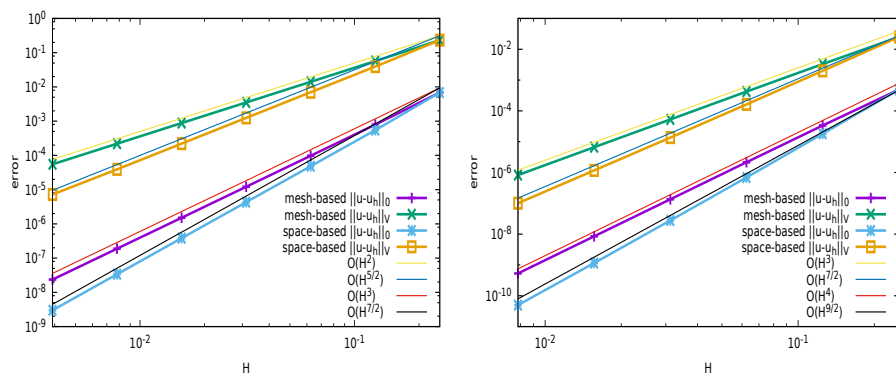 10^0
10^-1
10^-2
10^-3
10^-4
10^-5
10^-6
10^-7
10^-8
10^-9
error
mesh-based ||u-u_h||_0
mesh-based ||u-u_h||_V
space-based ||u-u_h||_0
space-based ||u-u_h||_V
O(H^2)
O(H^5/2)
O(H^3)
O(H^7/2)
10^-2
10^-1
H
10^-2
10^-4
10^-6
10^-8
10^-10
error
mesh-based ||u-u_h||_0
mesh-based ||u-u_h||_V
space-based ||u-u_h||_0
space-based ||u-u_h||_V
O(H^3)
O(H^7/2)
O(H^4)
O(H^9/2)
10^-2
10^-1
H